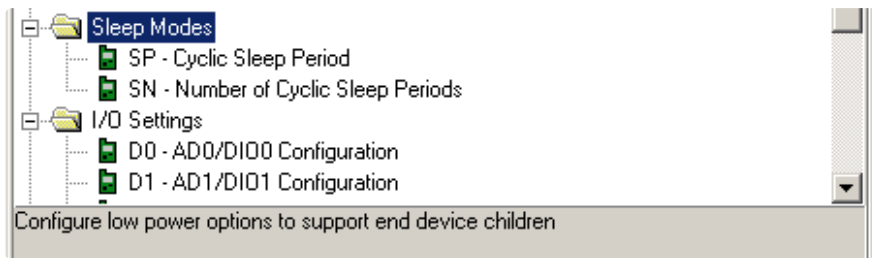 Sleep Modes
SP - Cyclic Sleep Period
SN - Number of Cyclic Sleep Periods
I/O Settings
D0 - AD0/DIO0 Configuration
D1 - AD1/DIO1 Configuration
Configure low power options to support end device children